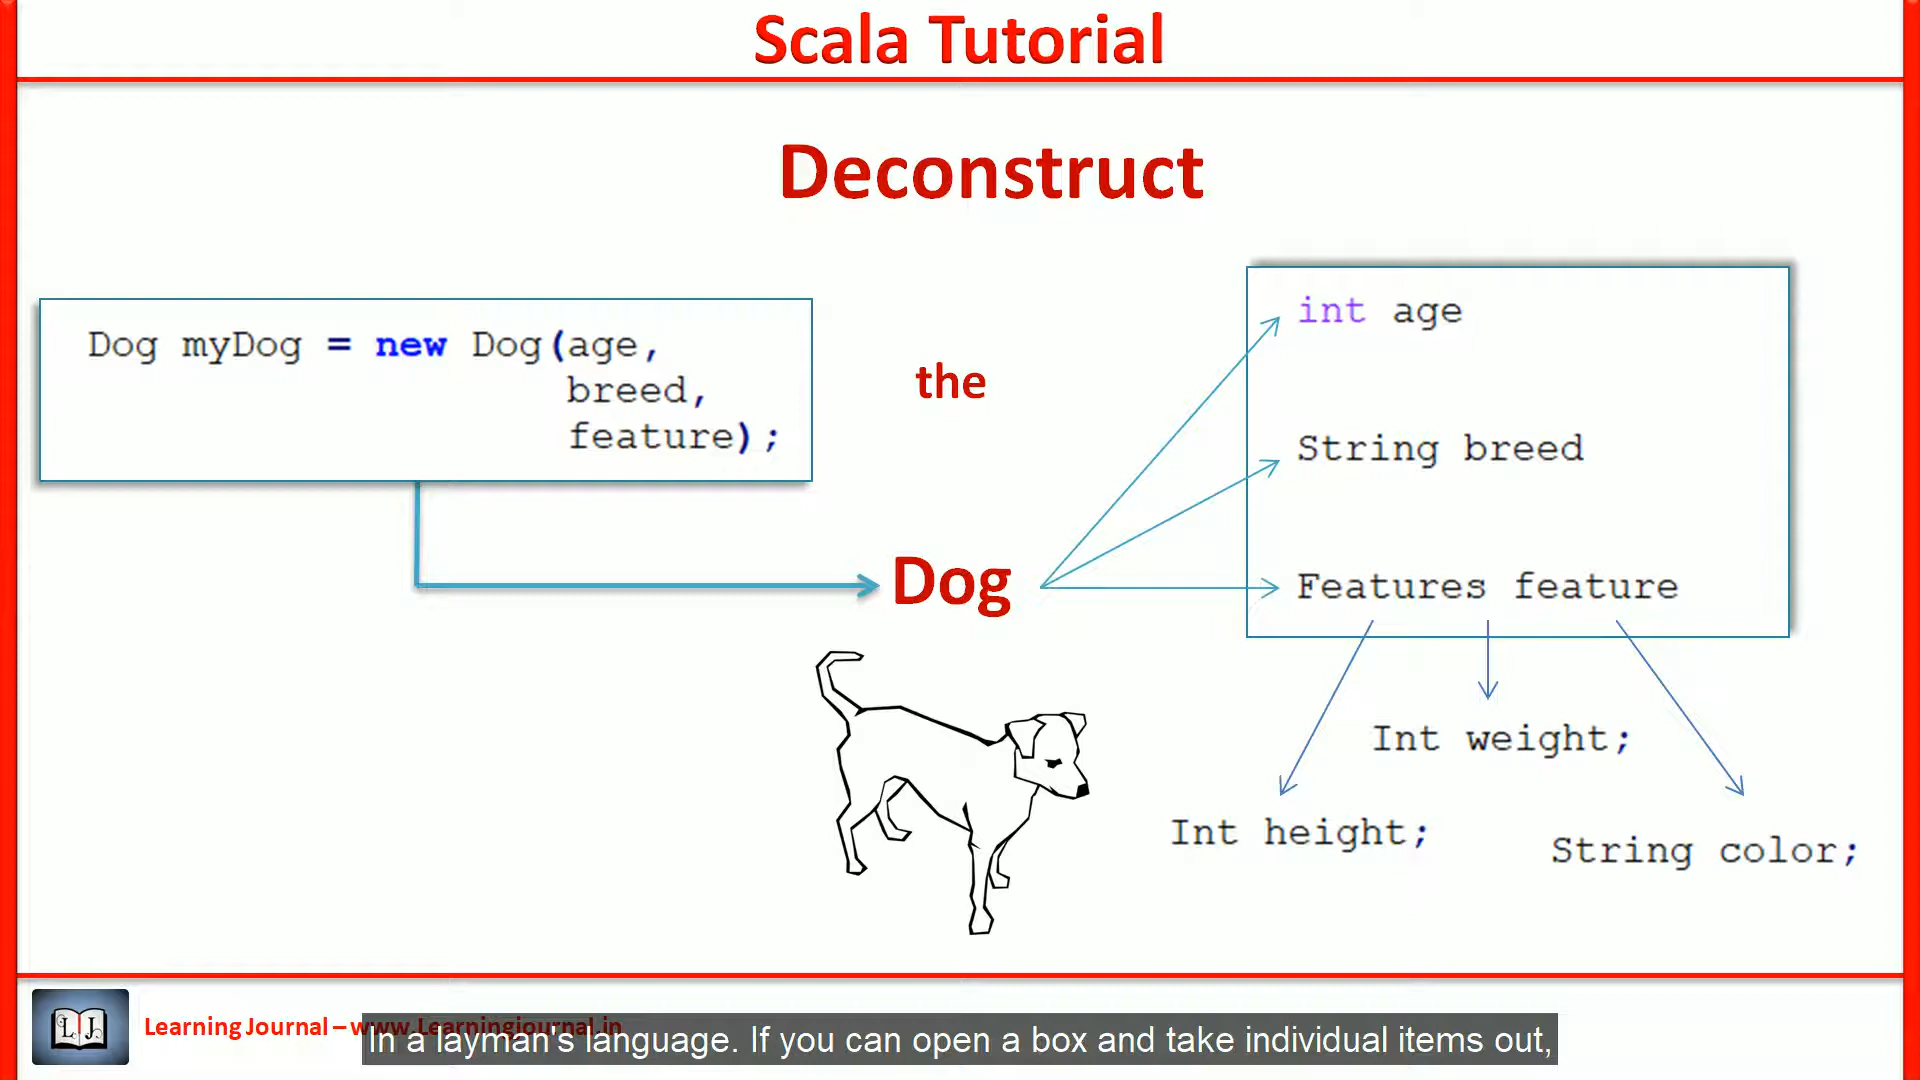 Scala Tutorial
Deconstruct
Dog myDog = new Dog(age,
breed,
feature);
the
Dog
int age
String breed
Features feature
Int weight;
Int height;
String color;
LJ
Learning Journal – www.Learningjournal.in
In a layman's language. If you can open a box and take individual items out,